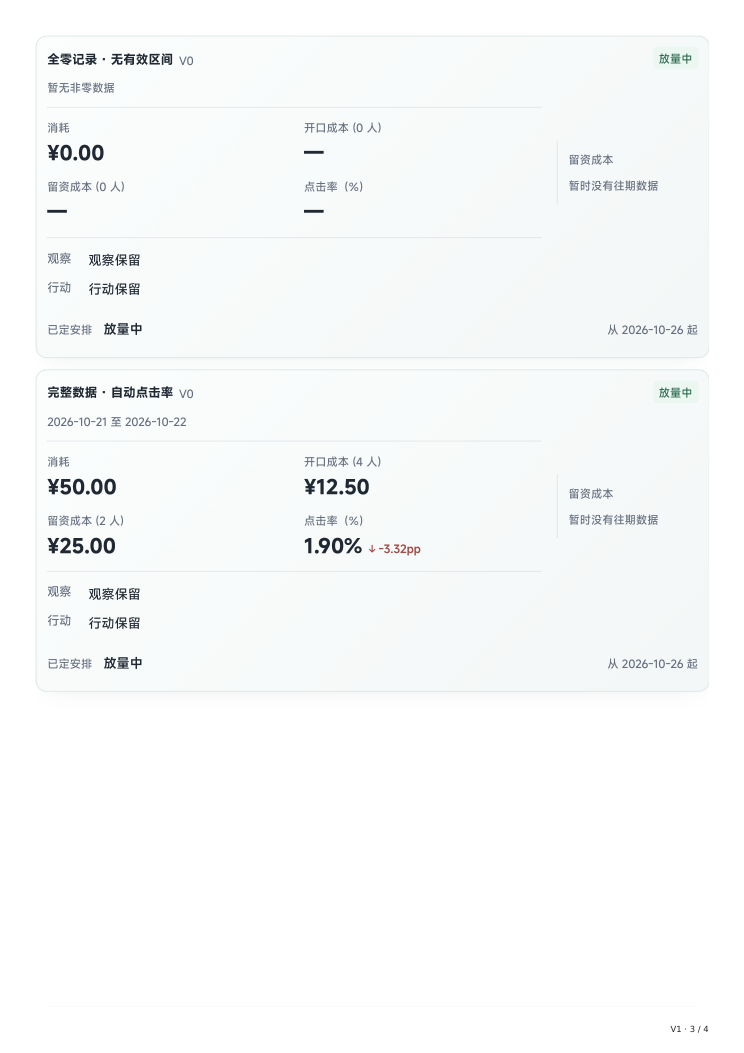 全零记录 · 无有效区间 V0 放量中
暂无非零数据
消耗 开口成本 (0 人)
¥0.00 —
留资成本 (0 人) 点击率（%）
— —
留资成本
暂时没有往期数据
观察 观察保留
行动 行动保留
已定安排 放量中 从 2026-10-26 起
完整数据 · 自动点击率 V0 放量中
2026-10-21 至 2026-10-22
消耗 开口成本 (4 人)
¥50.00 ¥12.50
留资成本 (2 人) 点击率（%）
¥25.00 1.90% ↓ -3.32pp
留资成本
暂时没有往期数据
观察 观察保留
行动 行动保留
已定安排 放量中 从 2026-10-26 起
V1 · 3 / 4